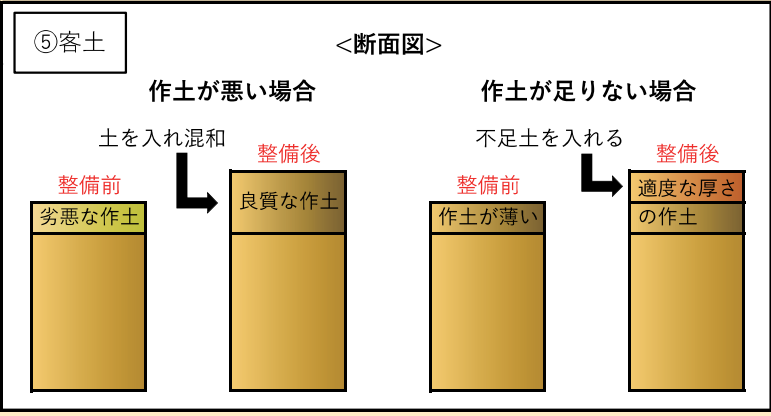 ⑤客土
<断面図>
作土が悪い場合
土を入れ混和
整備前
劣悪な作土
整備後
良質な作土
作土が足りない場合
不足土を入れる
整備前
作土が薄い
整備後
適度な厚さ
の作土